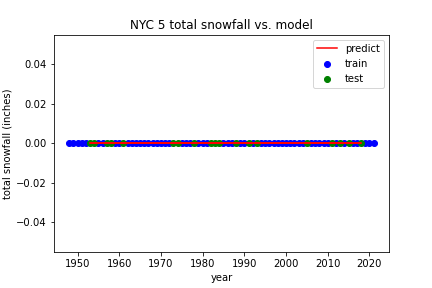 NYC 5 total snowfall vs. model
predict
train
test
total snowfall (inches)
0.04
0.02
0.00
−0.02
−0.04
1950 1960 1970 1980 1990 2000 2010 2020
year